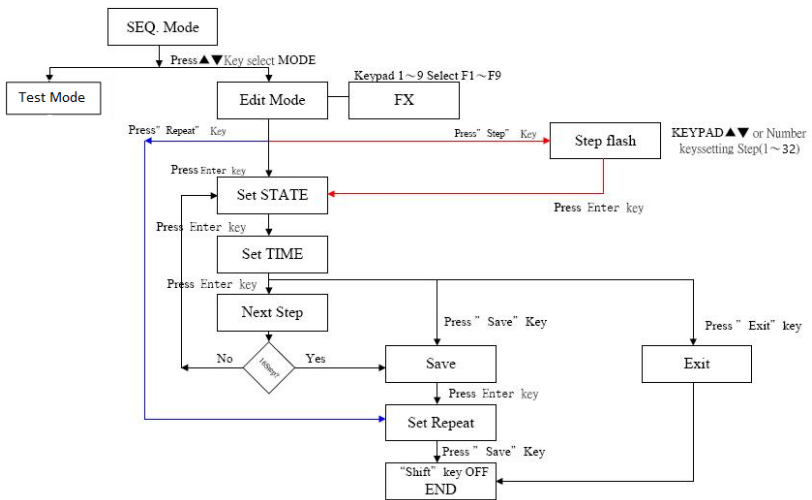 SEQ. Mode
Press▲▼Key select MODE
Test Mode
Edit Mode
Keypad 1～9 Select F1～F9
FX
Press” Repeat” Key
Press” Step” Key
Step flash
KEYPAD▲▼ or Number
keyssetting Step(1～32)
Press Enter key
Set STATE
Press Enter key
Press Enter key
Set TIME
Press Enter key
Next Step
Press ” Save” Key
Press ” Exit” key
No
16Step?
Yes
Save
Exit
Press Enter key
Set Repeat
Press ” Save” Key
“Shift” key OFF
END